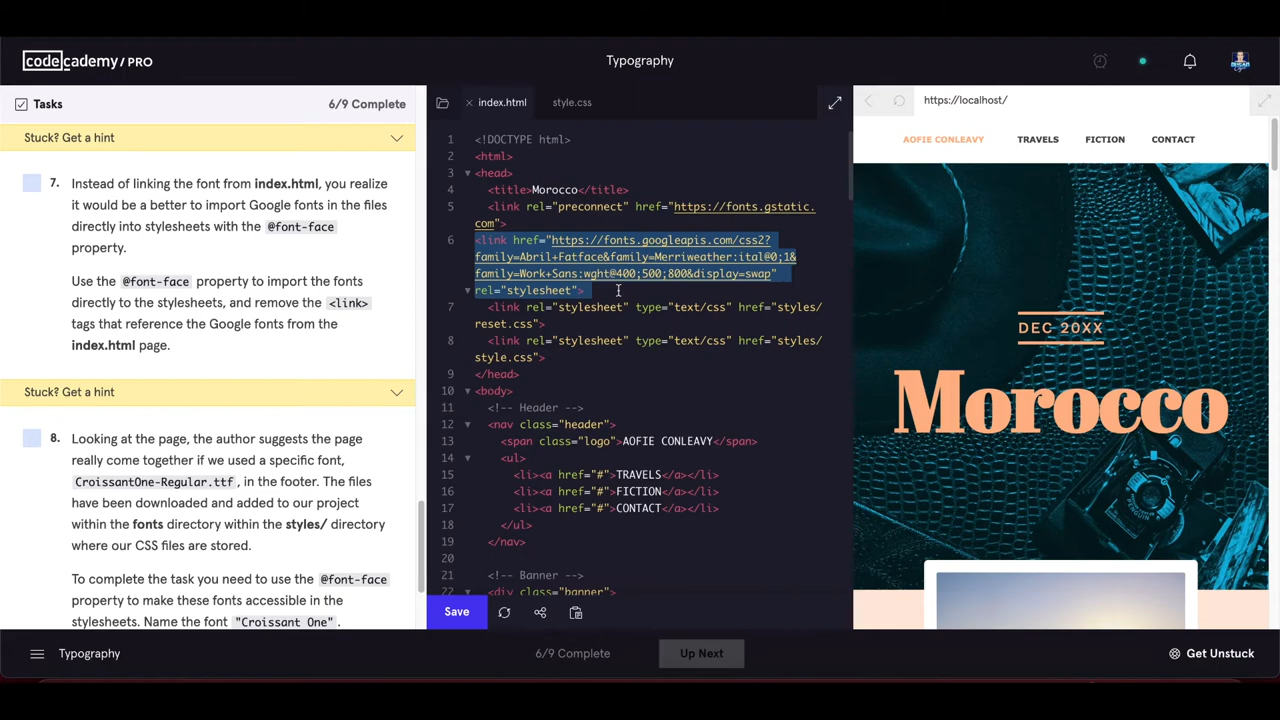 codecademy / PRO
Typography
Tasks
6/9 Complete
Stuck? Get a hint
7. Instead of linking the font from index.html, you realize
it would be a better to import Google fonts in the files
directly into stylesheets with the @font-face
property.
Use the @font-face property to import the fonts
directly to the stylesheets, and remove the <link>
tags that reference the Google fonts from the
index.html page.
Stuck? Get a hint
8. Looking at the page, the author suggests the page
really come together if we used a specific font,
CroissantOne-Regular.ttf , in the footer. The files
have been downloaded and added to our project
within the fonts directory within the styles/ directory
where our CSS files are stored.
To complete the task you need to use the @font-face
property to make these fonts accessible in the
stylesheets. Name the font "Croissant One".
index.html
style.css
1 <!DOCTYPE html>
2 <html>
3 <head>
4 <title>Morocco</title>
5 <link rel="preconnect" href="https://fonts.gstatic.
com">
6 <link href="https://fonts.googleapis.com/css2?
family=Abril+Fatface&family=Merriweather:ital@0;1&
family=Work+Sans:wght@400;500;800&display=swap"
rel="stylesheet">
7 <link rel="stylesheet" type="text/css" href="styles/
reset.css">
8 <link rel="stylesheet" type="text/css" href="styles/
style.css">
9 </head>
10 <body>
11 <!-- Header -->
12 <nav class="header">
13 <span class="logo">AOFIE CONLEAVY</span>
14 <ul>
15 <li><a href="#">TRAVELS</a></li>
16 <li><a href="#">FICTION</a></li>
17 <li><a href="#">CONTACT</a></li>
18 </ul>
19 </nav>
20
21 <!-- Banner -->
22 <div class="banner">
Save
https://localhost/
AOFIE CONLEAVY
TRAVELS
FICTION
CONTACT
DEC 20XX
Morocco
Typography
6/9 Complete
Up Next
Get Unstuck